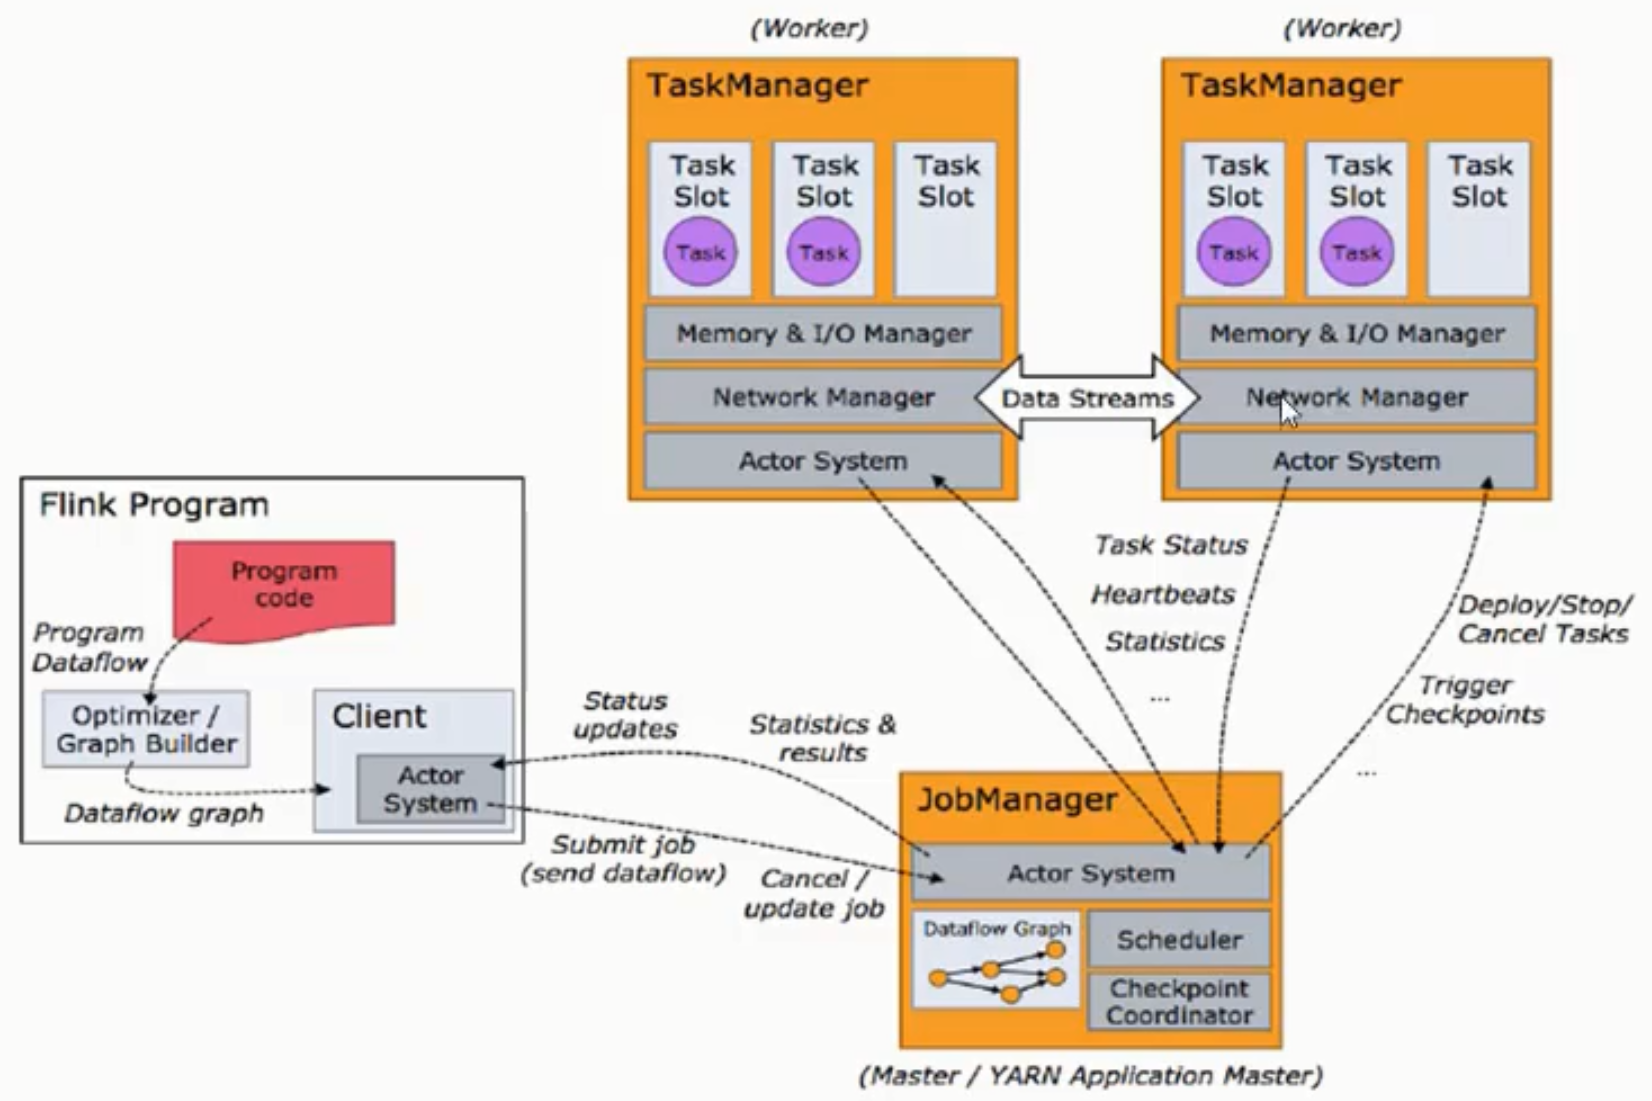 (Worker)
(Worker)
TaskManager
Task
Slot
Task
Task
Slot
Task
Task
Slot
Memory & I/O Manager
Network Manager
Actor System
Data Streams
TaskManager
Task
Slot
Task
Task
Slot
Task
Task
Slot
Memory & I/O Manager
Network Manager
Actor System
Flink Program
Program
code
Program
Dataflow
Optimizer /
Graph Builder
Dataflow graph
Client
Actor
System
Status
updates
Statistics &
results
Submit job
(send dataflow)
Cancel /
update job
Task Status
Heartbeats
Statistics
...
Deploy/Stop/
Cancel Tasks
Trigger
Checkpoints
...
JobManager
Actor System
Dataflow Graph
Scheduler
Checkpoint
Coordinator
(Master / YARN Application Master)